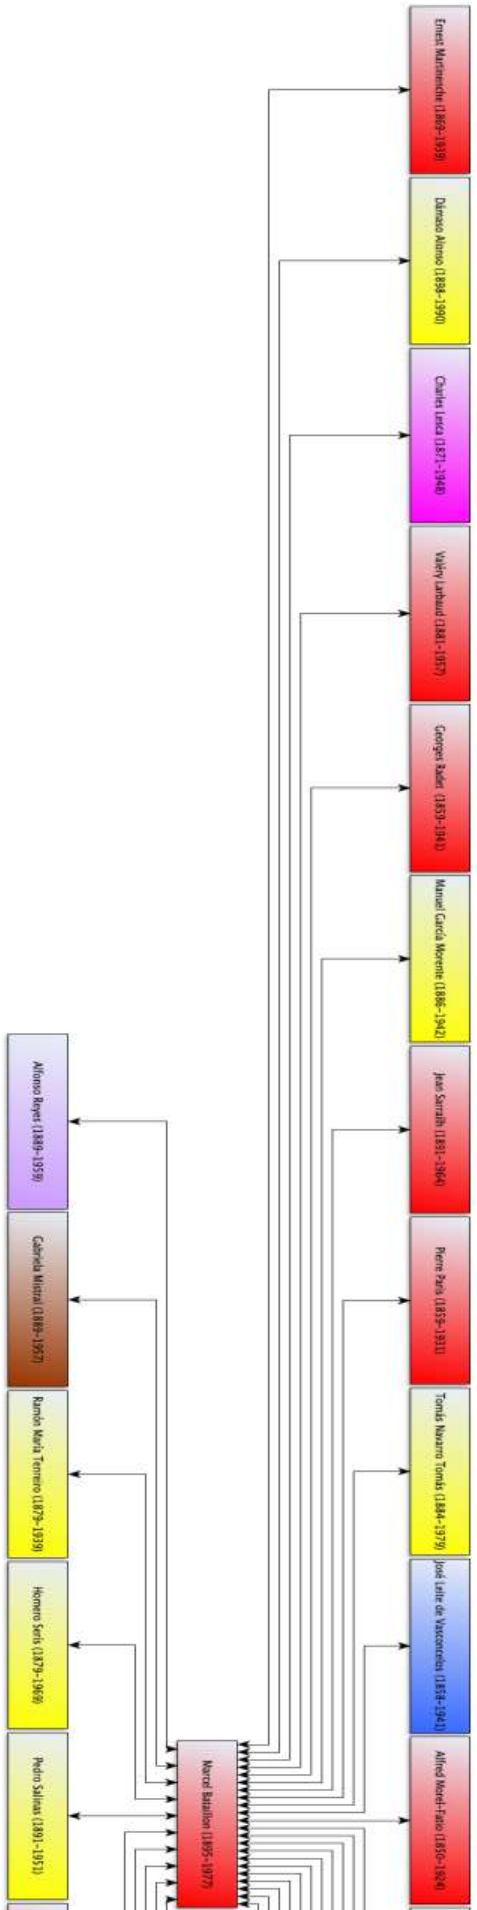 Ernest Martinenche (1869-1939)
Dámaso Alonso (1898-1990)
Charles Lesca (1871-1948)
Valéry Larbaud (1881-1957)
Georges Radet (1859-1941)
Manuel García Morente (1886-1942)
Jean Sarrailh (1891-1964)
Pierre Paris (1859-1931)
Tomás Navarro Tomás (1884-1979)
José Leite de Vasconcelos (1858-1941)
Alfred Morel-Fatio (1850-1924)
Alfonso Reyes (1889-1959)
Gabriela Mistral (1889-1957)
Ramón María Tenreiro (1879-1939)
Homero Serís (1879-1969)
Pedro Salinas (1891-1951)
Marcel Bataillon (1895-1977)